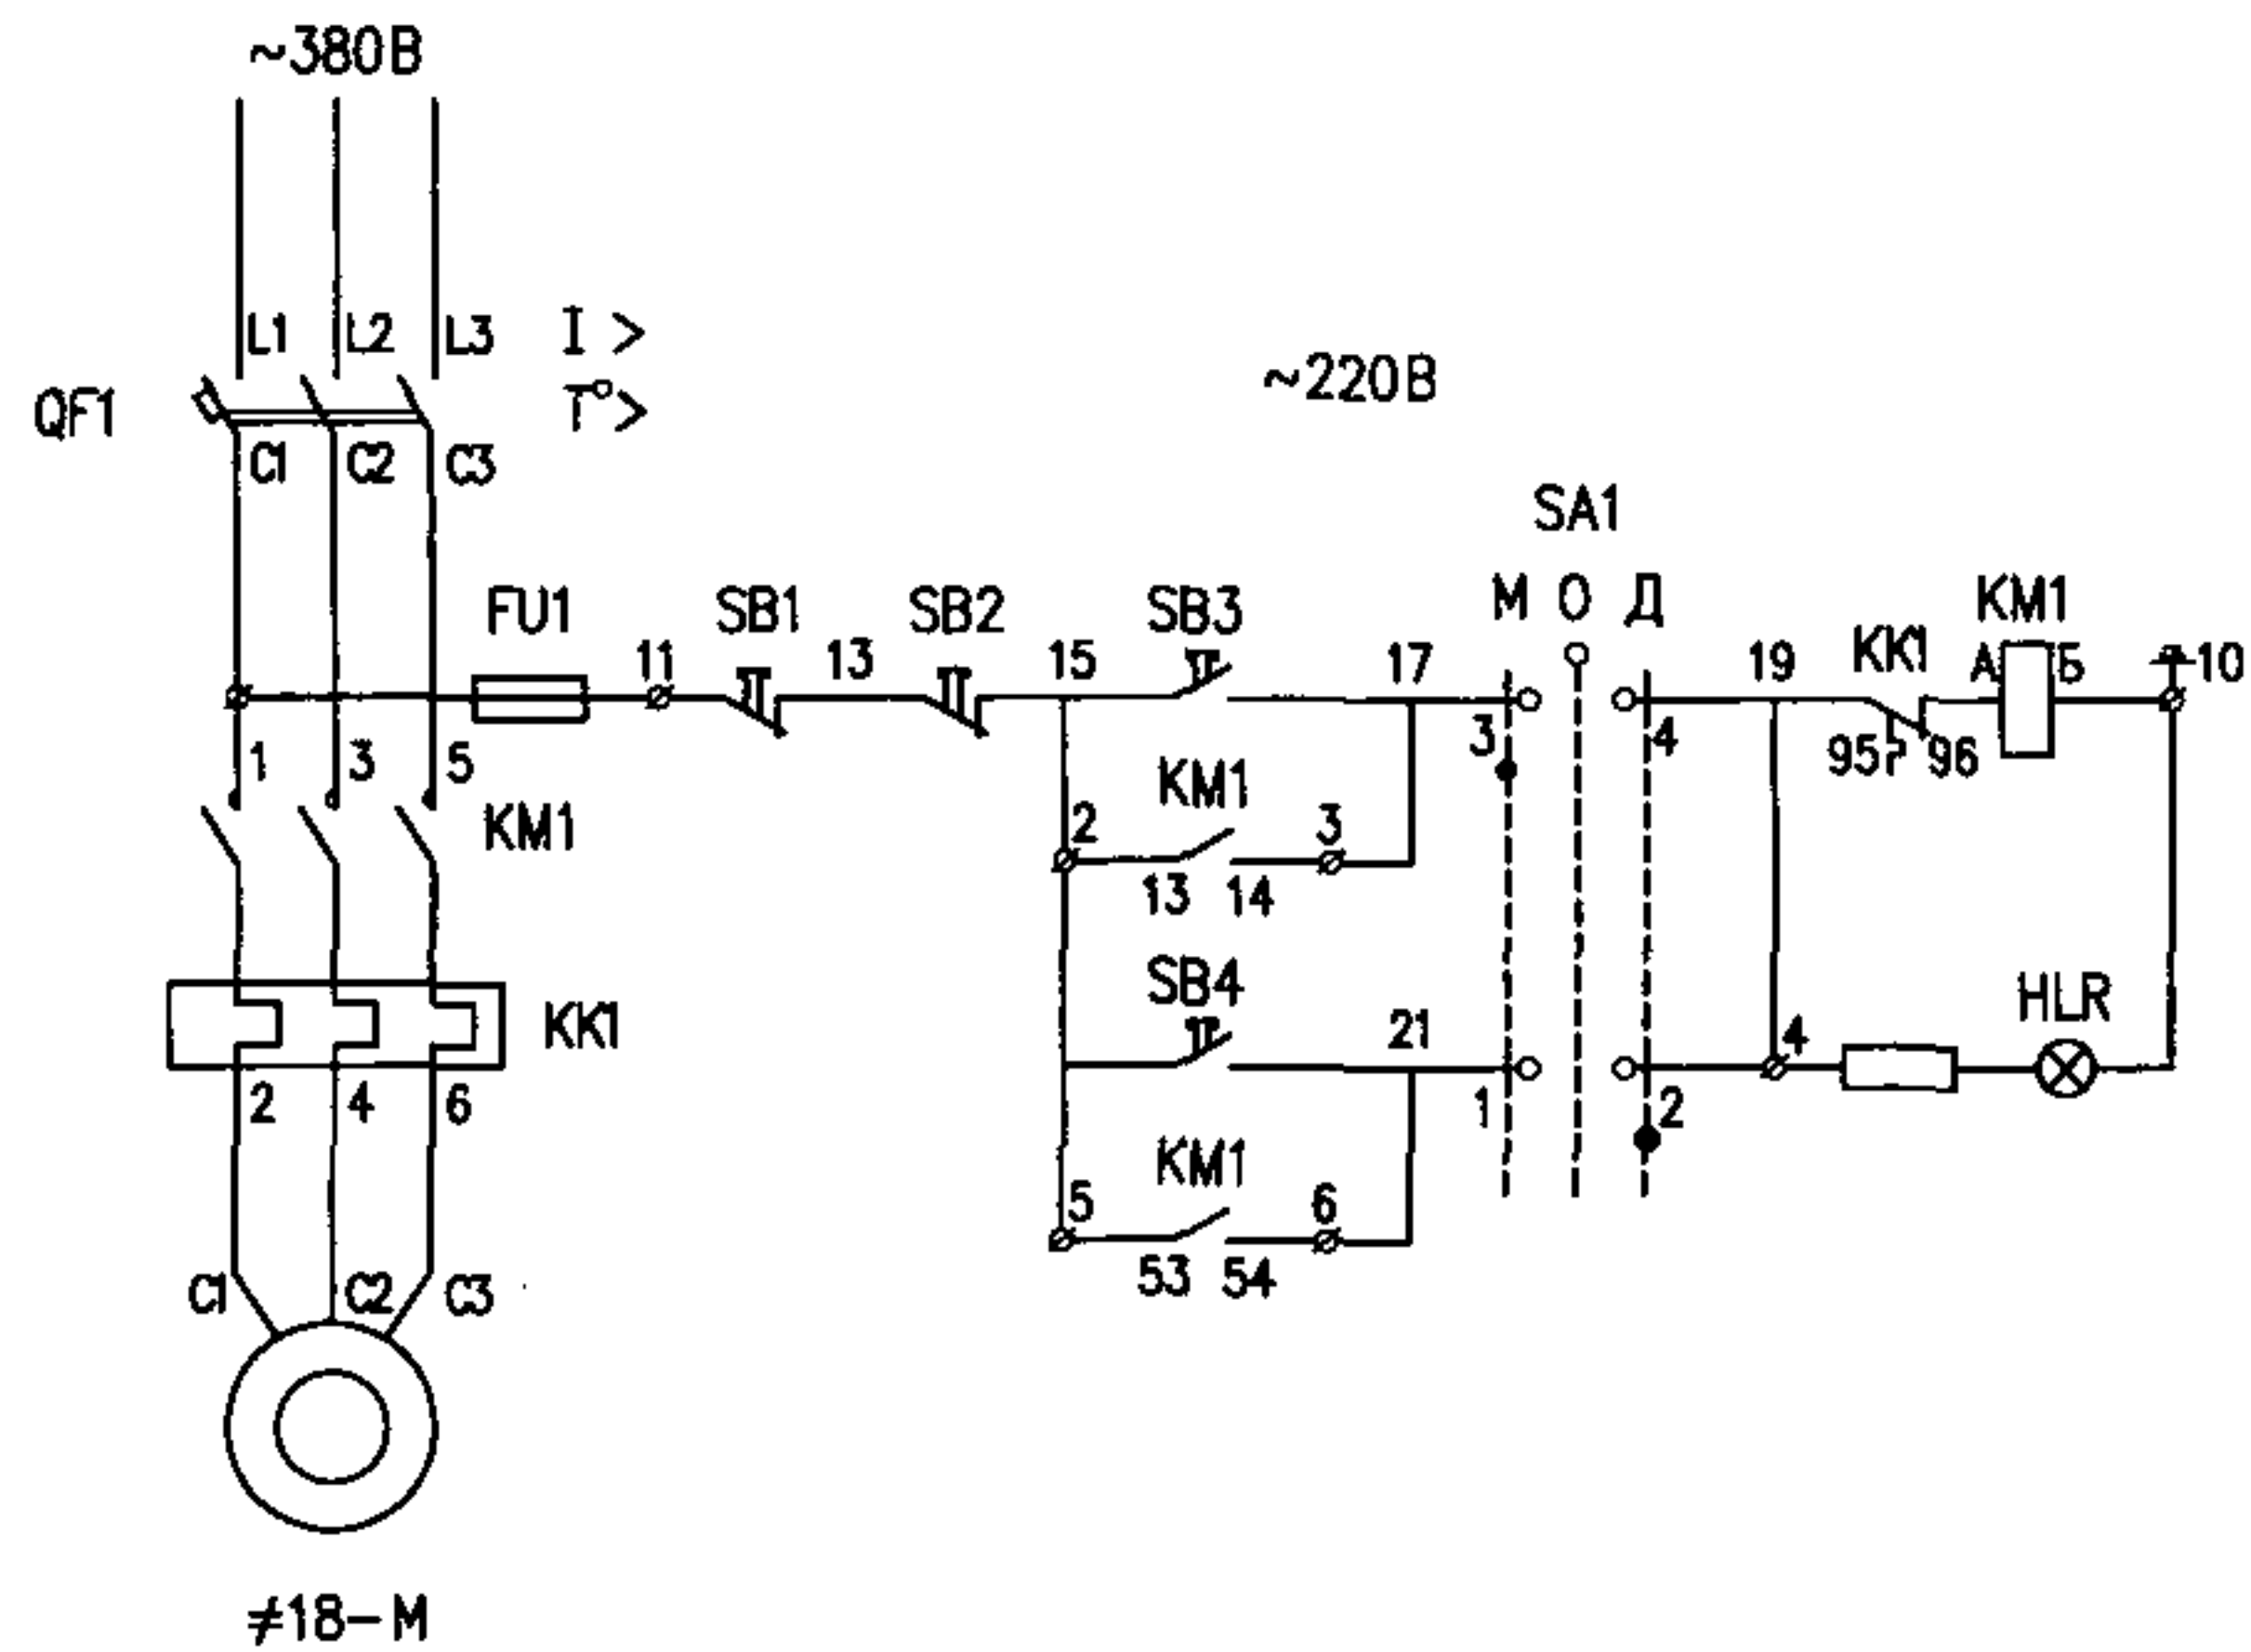 ~380В
L1 L2 L3 I >
QF1 T°>
C1 C2 C3
~220В
SA1
FU1 SB1 SB2 SB3 М О Д KM1
11 13 15 17 19 KK1 А Б 10
1 3 5 3 4 95 96
KM1 KM1
2 3
13 14
SB4 HLR
KK1 21 4
2 4 6 1 2
KM1
5 6
53 54
C1 C2 C3
≠18-М